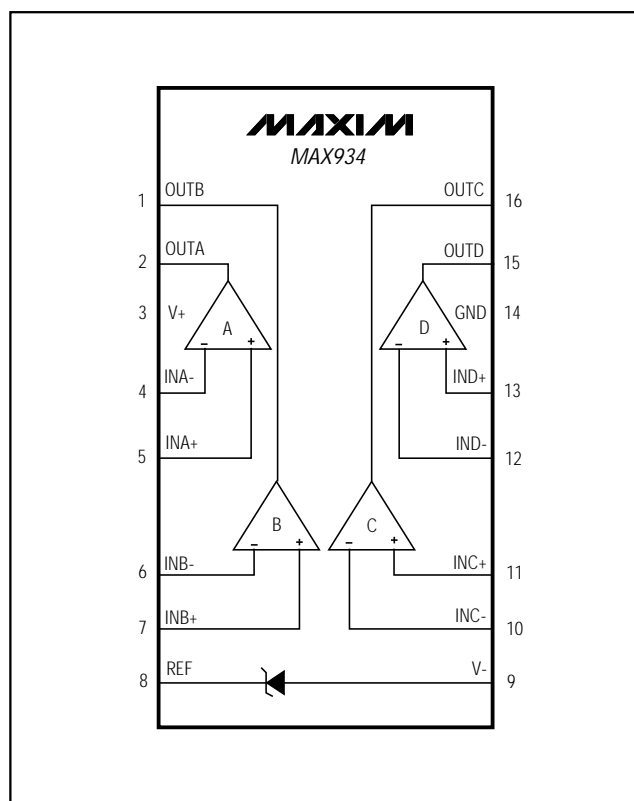 MAXIM
MAX934
1 OUTB OUTC 16
2 OUTA OUTD 15
3 V+ A D GND 14
- + - +
4 INA- IND+ 13
5 INA+ IND- 12
B C
- + - +
6 INB- INC+ 11
7 INB+ INC- 10
8 REF V- 9